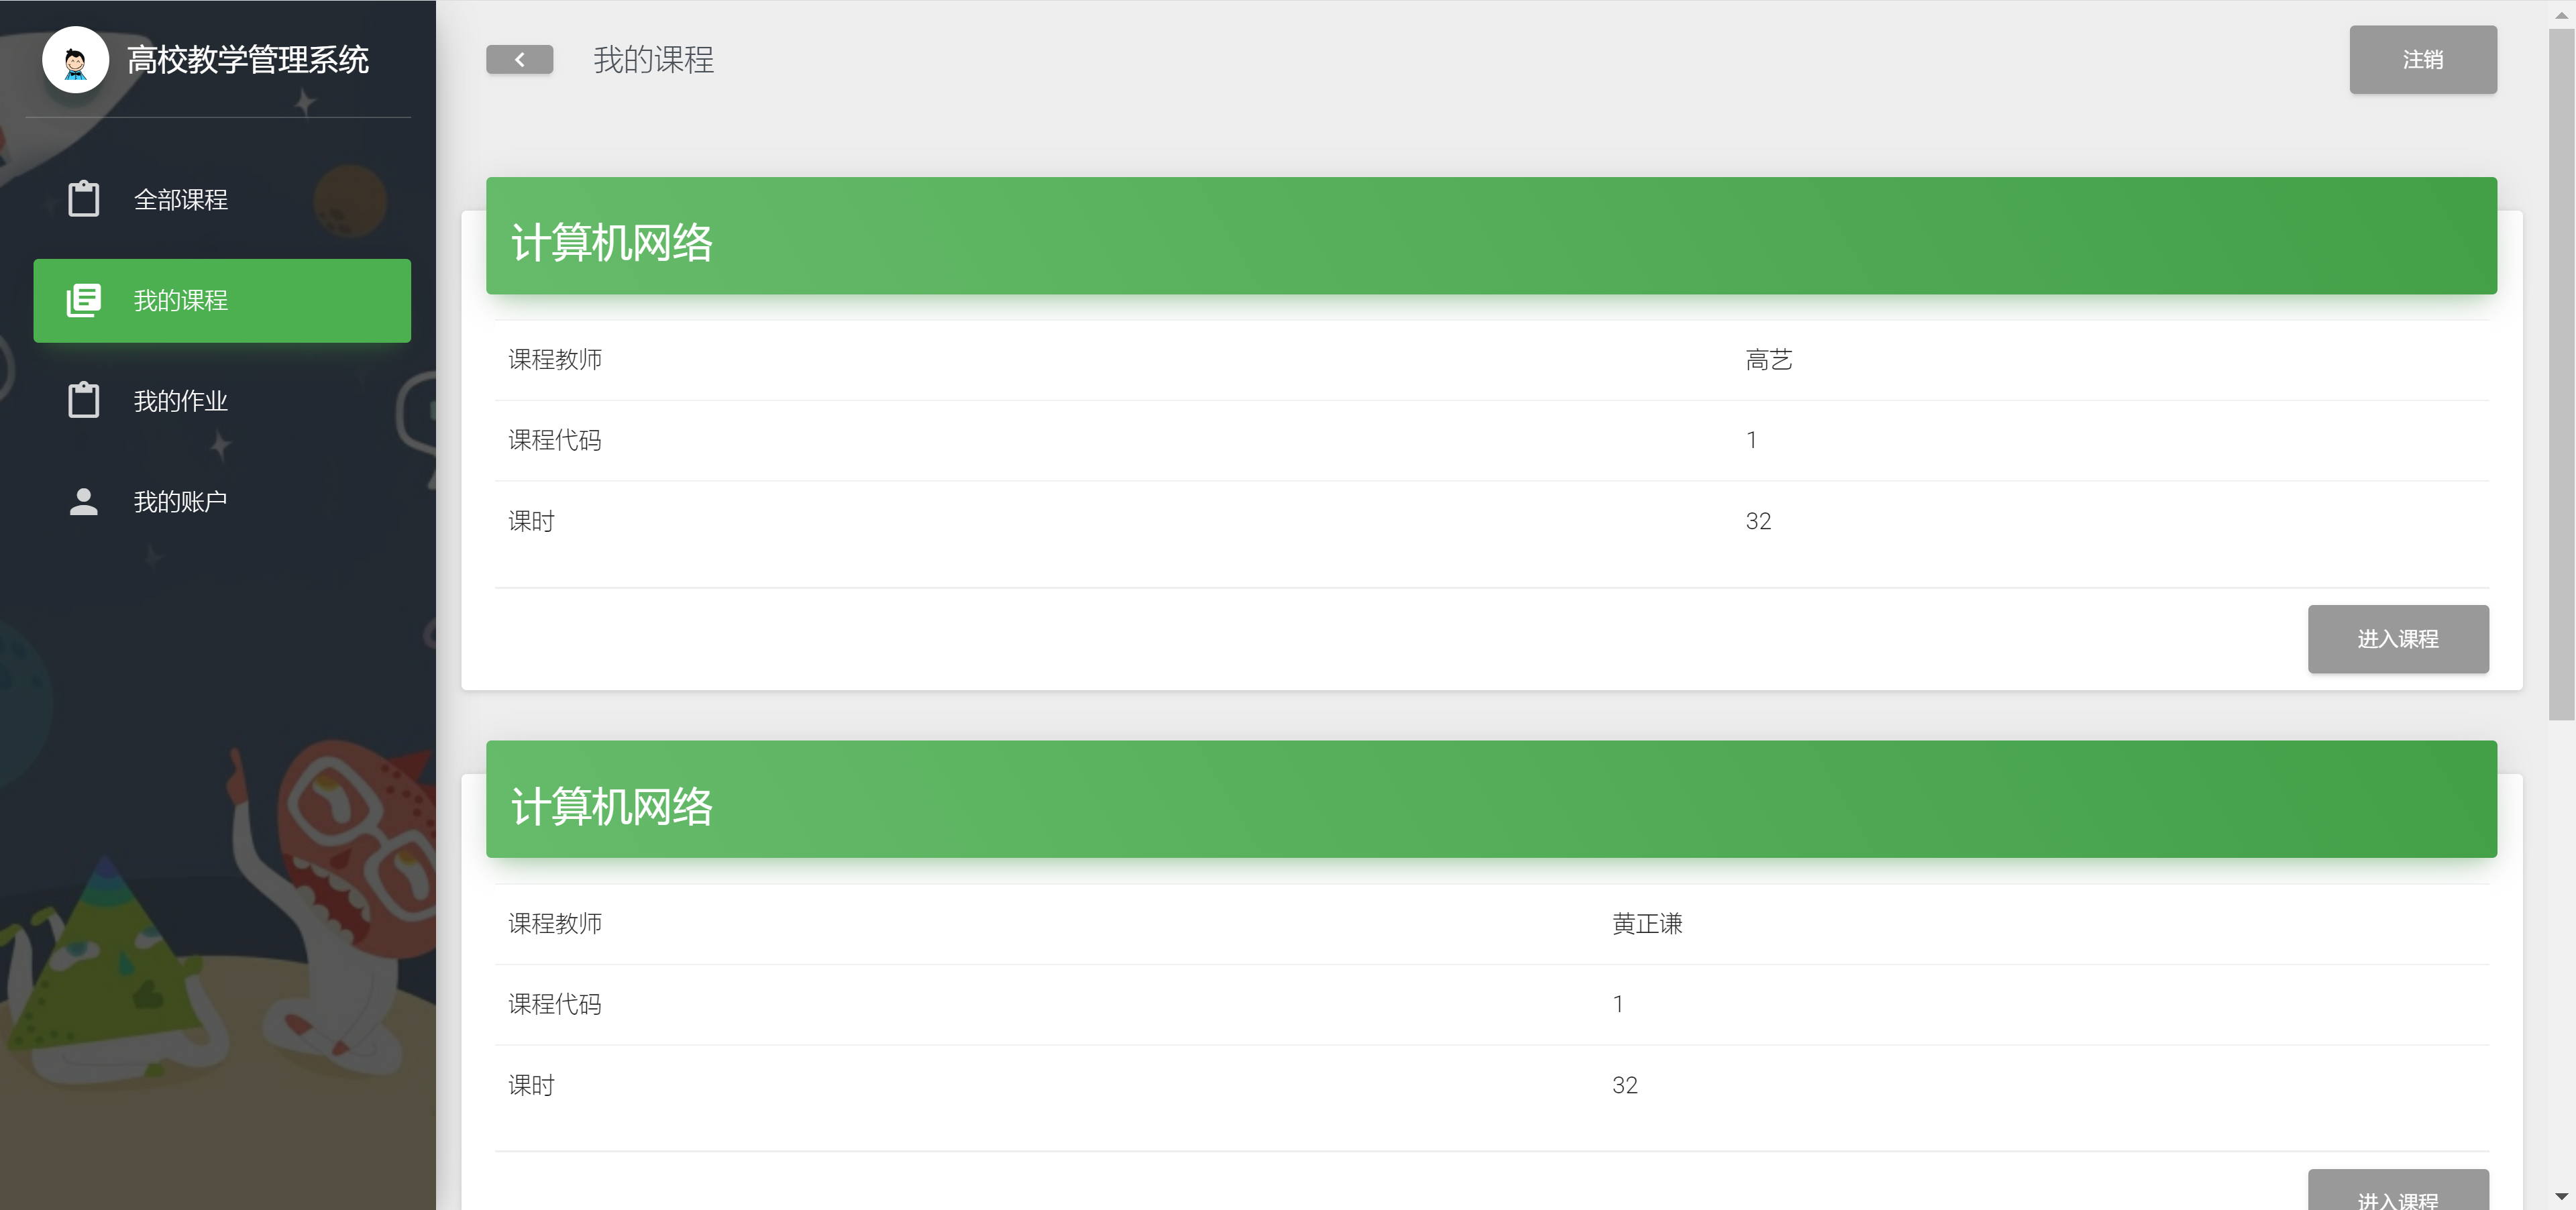 高校教学管理系统
全部课程
我的课程
我的作业
我的账户
我的课程
注销
计算机网络
课程教师 高艺
课程代码 1
课时 32
进入课程
计算机网络
课程教师 黄正谦
课程代码 1
课时 32
进入课程